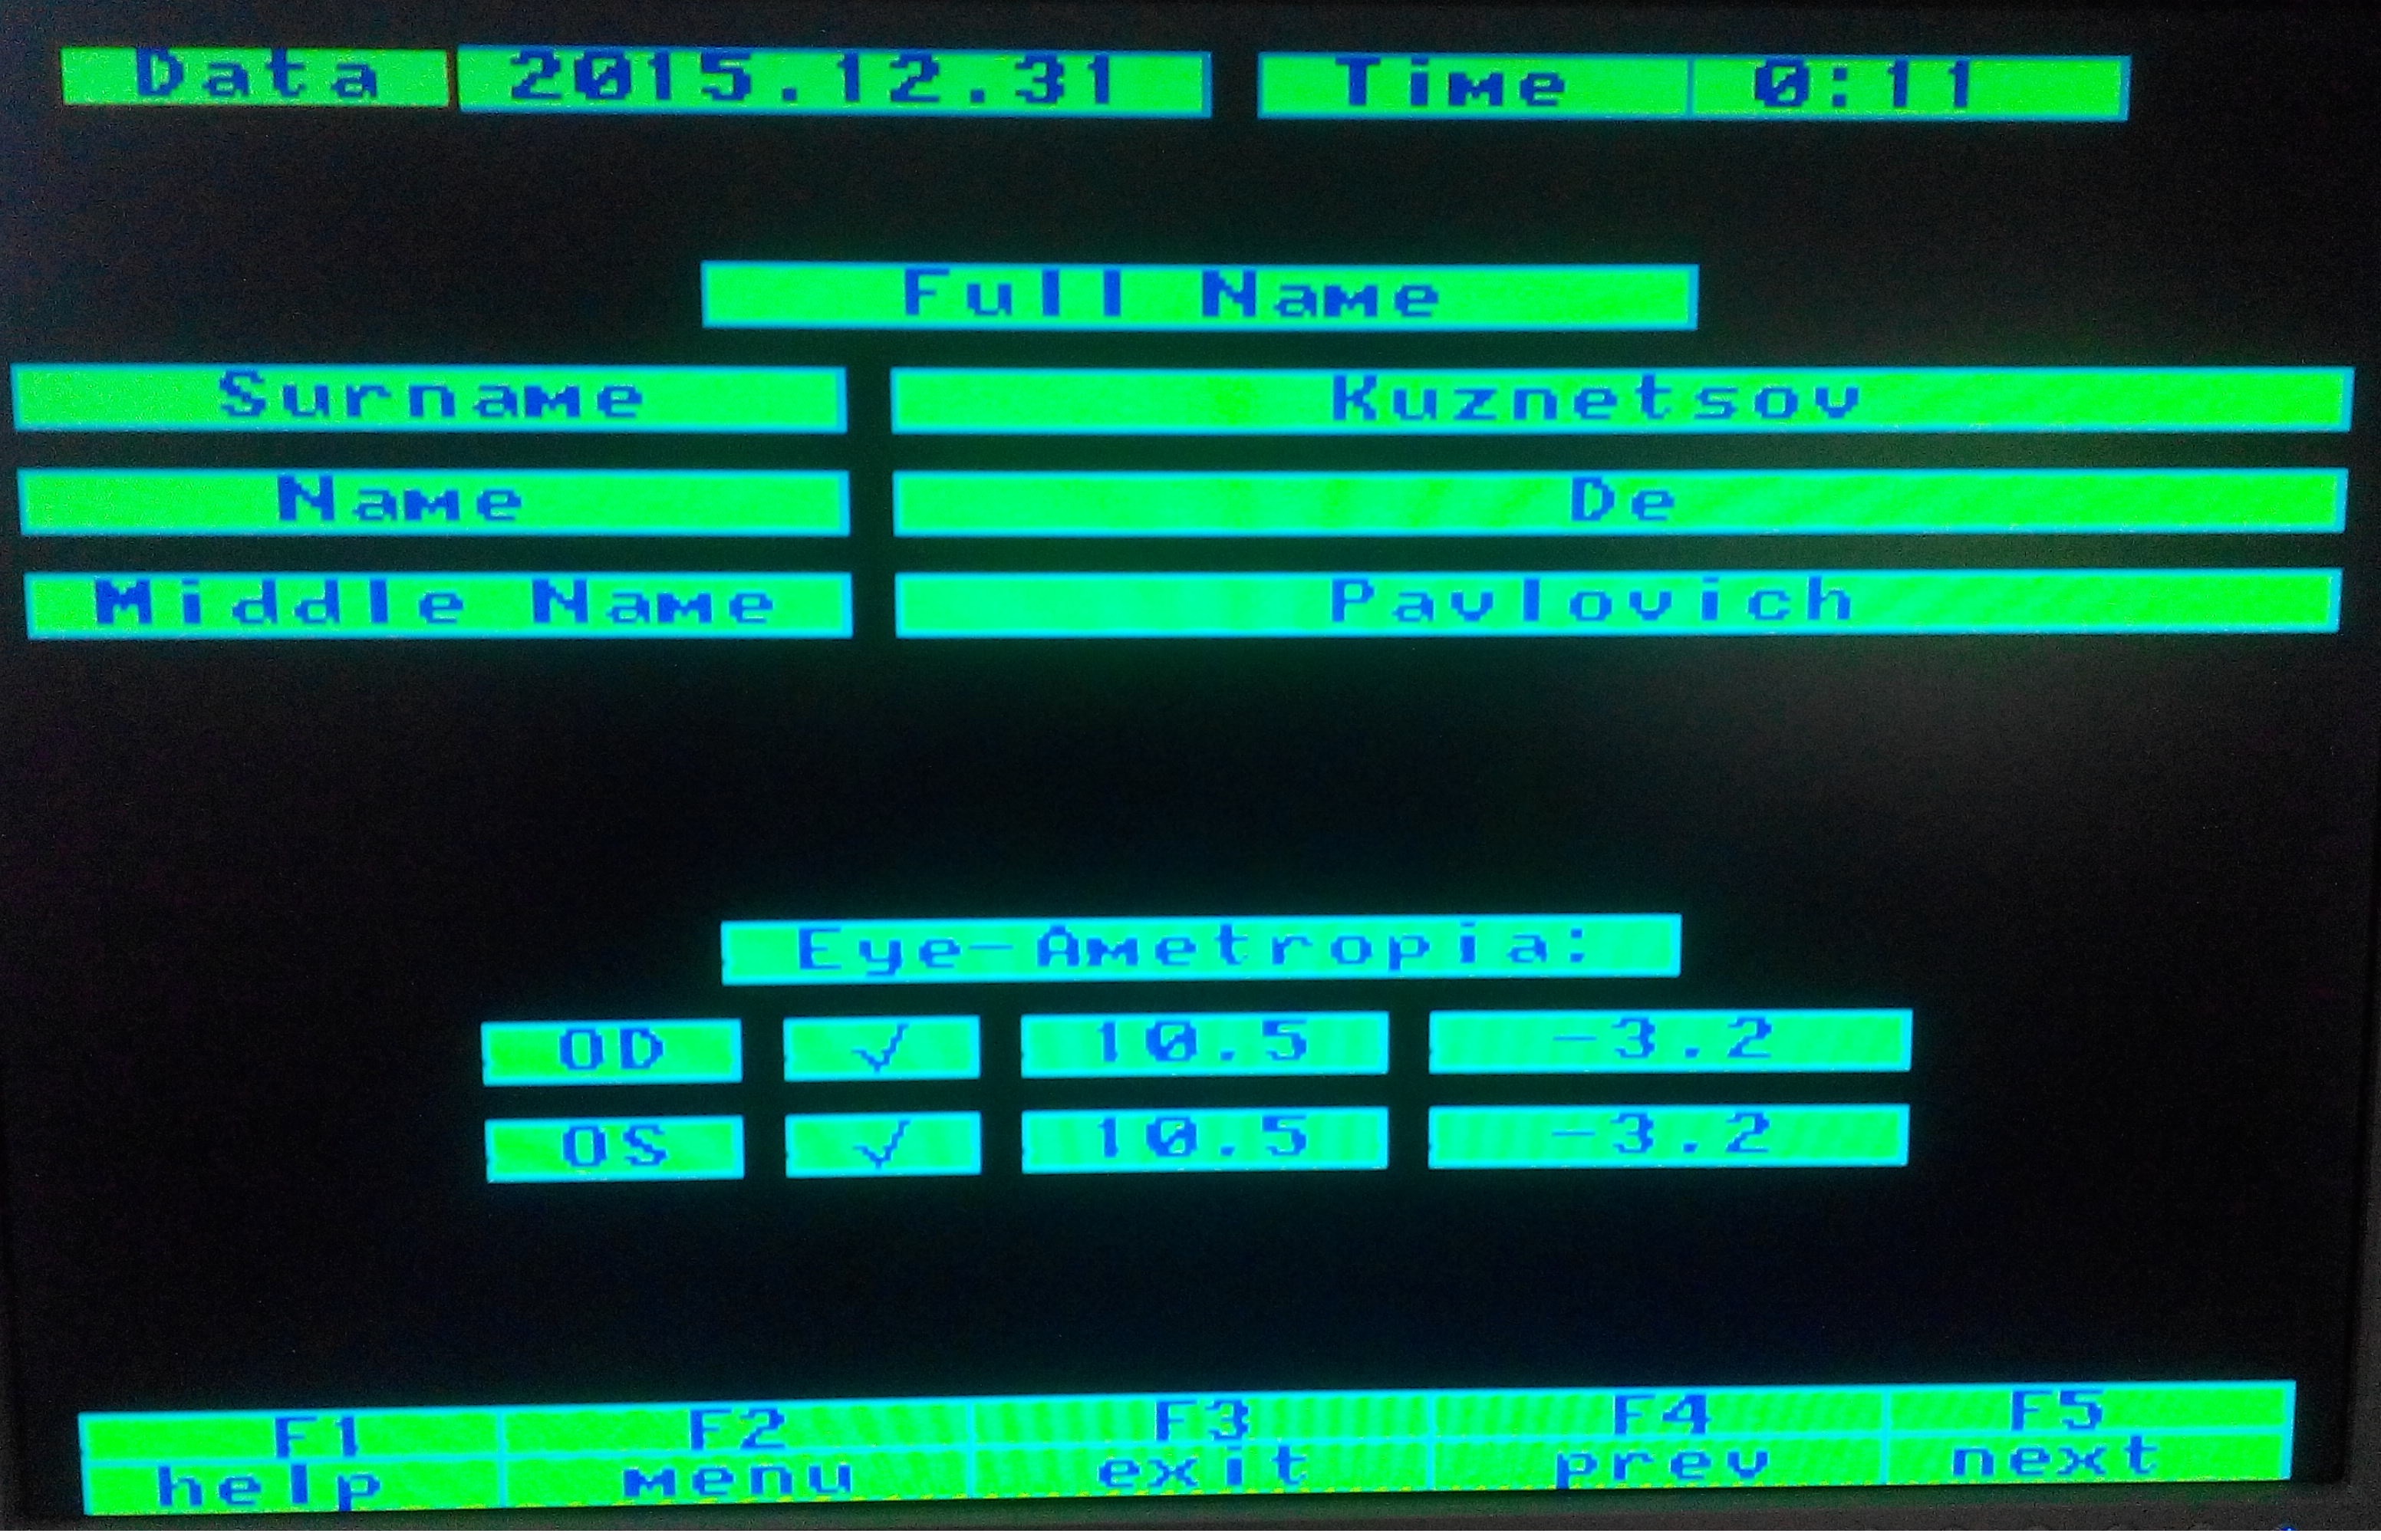 Data 2015.12.31 Time 0:11
Full Name
Surname Kuznetsov
Name De
Middle Name Pavlovich
Eye-Ametropia:
OD √ 10.5 -3.2
OS √ 10.5 -3.2
F1 F2 F3 F4 F5
help menu exit prev next